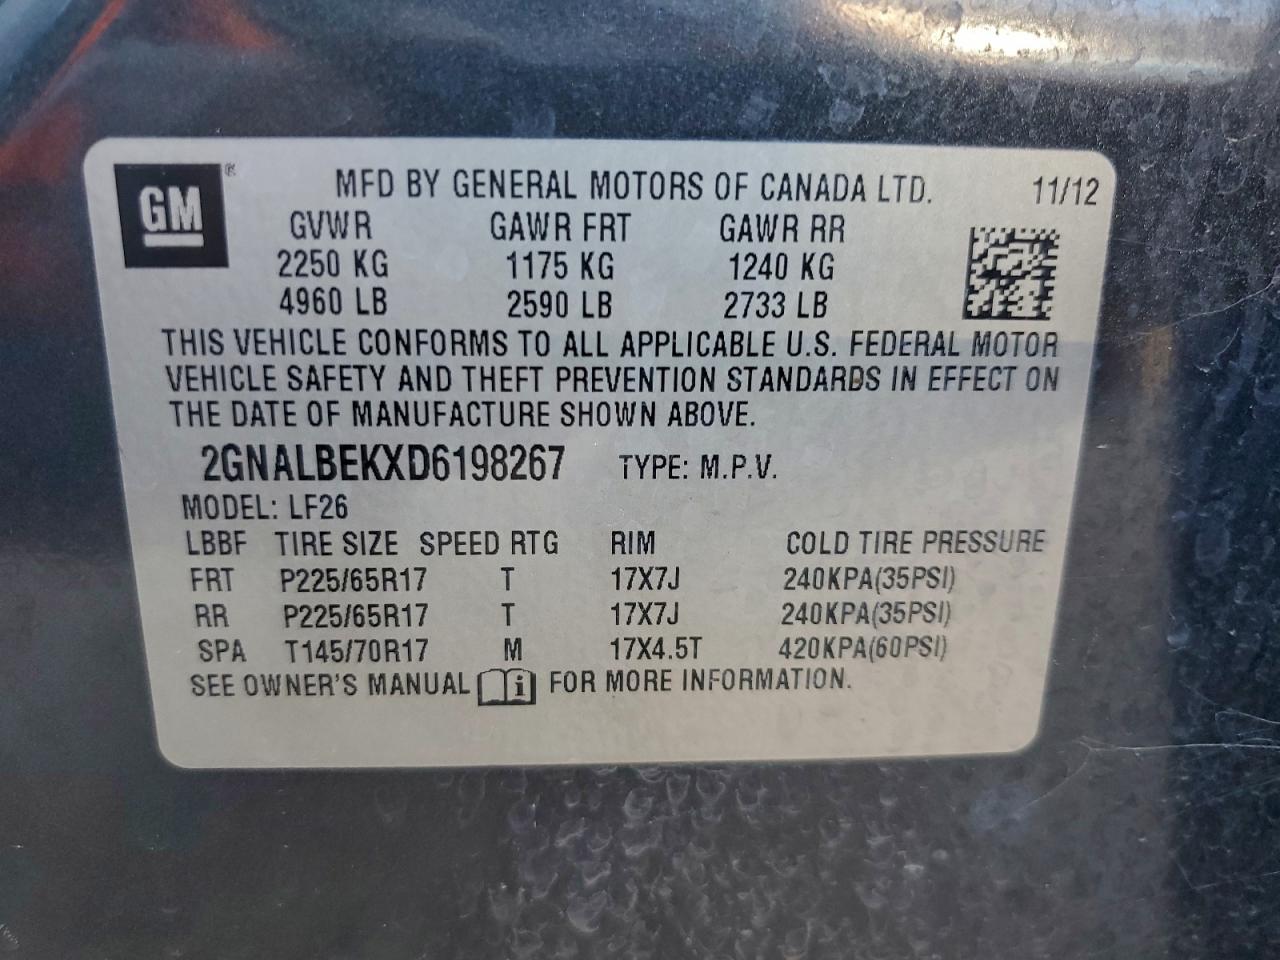 GM®
MFD BY GENERAL MOTORS OF CANADA LTD. 11/12
GVWR GAWR FRT GAWR RR
2250 KG 1175 KG 1240 KG
4960 LB 2590 LB 2733 LB
THIS VEHICLE CONFORMS TO ALL APPLICABLE U.S. FEDERAL MOTOR
VEHICLE SAFETY AND THEFT PREVENTION STANDARDS IN EFFECT ON
THE DATE OF MANUFACTURE SHOWN ABOVE.
2GNALBEKXD6198267 TYPE: M.P.V.
MODEL: LF26
LBBF TIRE SIZE SPEED RTG RIM COLD TIRE PRESSURE
FRT P225/65R17 T 17X7J 240KPA(35PSI)
RR P225/65R17 T 17X7J 240KPA(35PSI)
SPA T145/70R17 M 17X4.5T 420KPA(60PSI)
SEE OWNER'S MANUAL i FOR MORE INFORMATION.